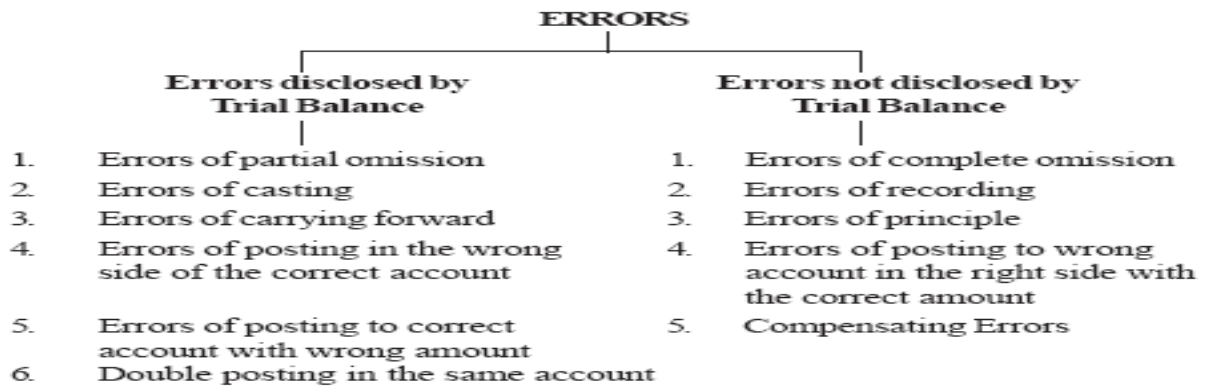 ERRORS
Errors disclosed by
Trial Balance
1. Errors of partial omission
2. Errors of casting
3. Errors of carrying forward
4. Errors of posting in the wrong
side of the correct account
5. Errors of posting to correct
account with wrong amount
6. Double posting in the same account
Errors not disclosed by
Trial Balance
1. Errors of complete omission
2. Errors of recording
3. Errors of principle
4. Errors of posting to wrong
account in the right side with
the correct amount
5. Compensating Errors